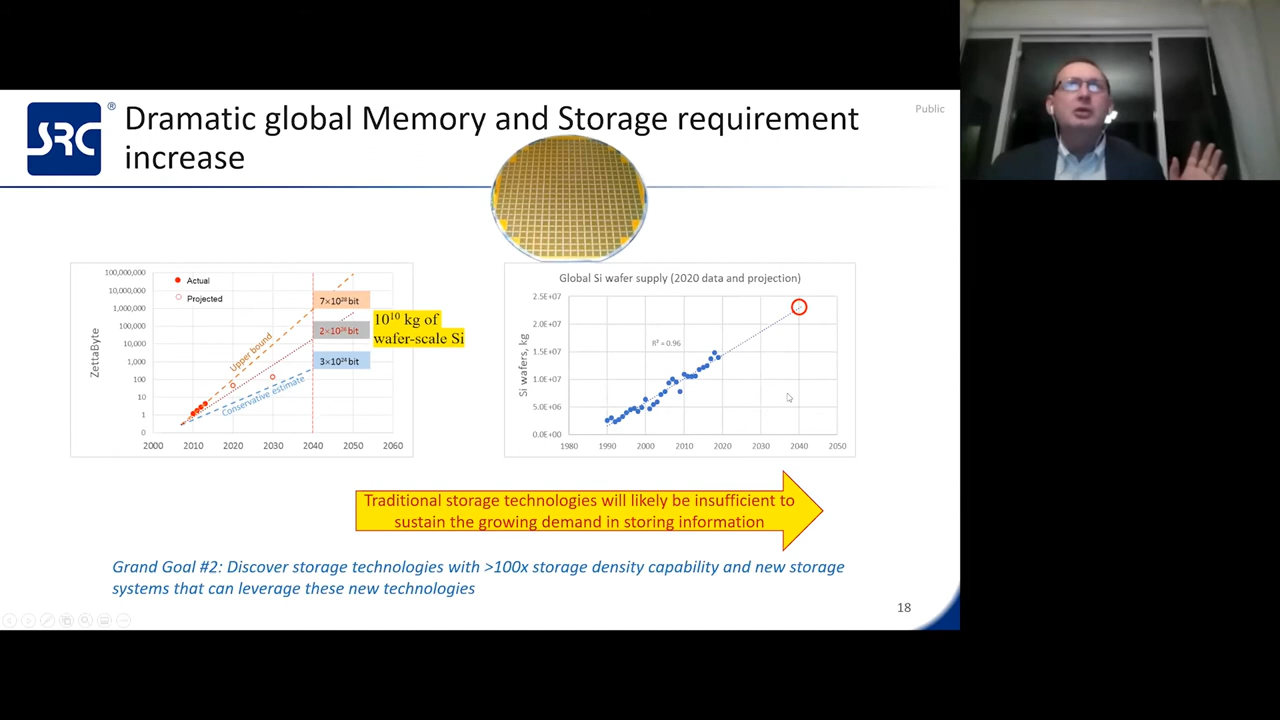 SRC
®
Dramatic global Memory and Storage requirement
increase
Public
100,000,000
10,000,000
1,000,000
100,000
10,000
1,000
100
10
1
0
ZettaByte
Actual
Projected
Upper bound
Conservative estimate
7×10²⁸ bit
2×10²⁶ bit
3×10²⁴ bit
10¹⁰ kg of
wafer-scale Si
2000 2010 2020 2030 2040 2050 2060
Global Si wafer supply (2020 data and projection)
2.5E+07
2.0E+07
1.5E+07
1.0E+07
5.0E+06
0.0E+00
Si wafers, kg
R² = 0.96
1980 1990 2000 2010 2020 2030 2040 2050
Traditional storage technologies will likely be insufficient to
sustain the growing demand in storing information
Grand Goal #2: Discover storage technologies with >100x storage density capability and new storage
systems that can leverage these new technologies
18